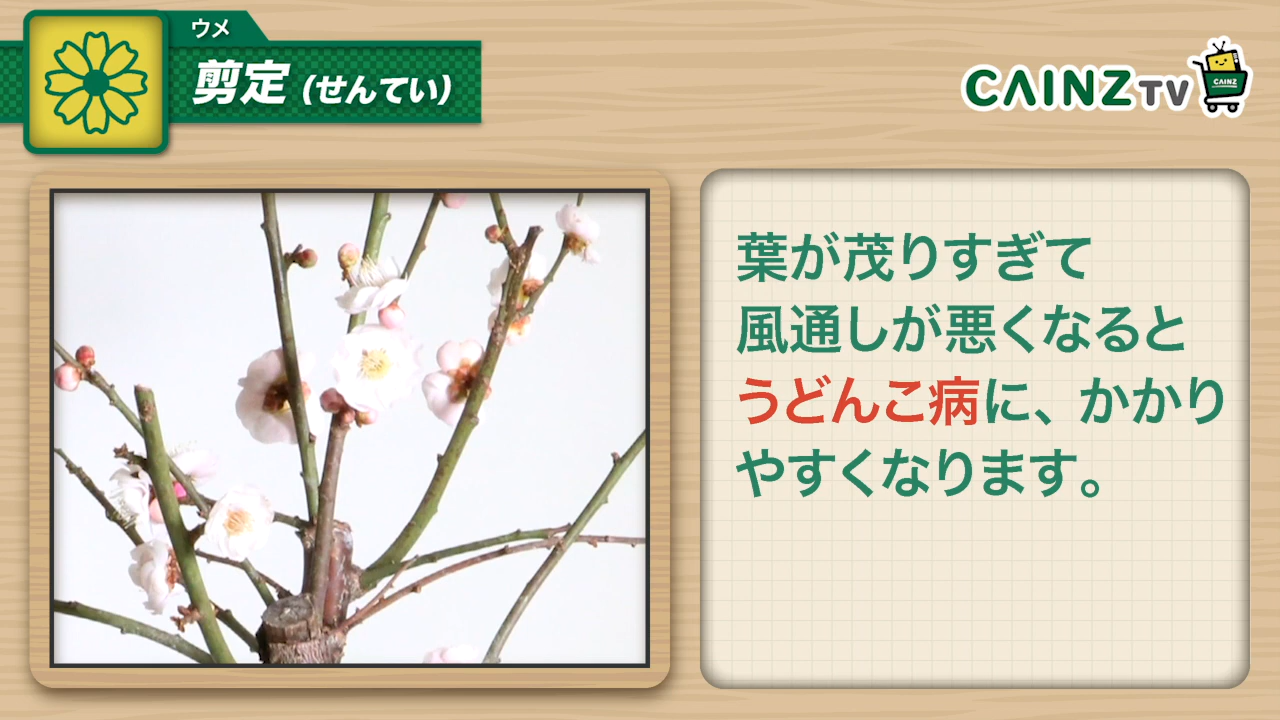 ウメ
剪定（せんてい）
CAINZ TV
CAINZ
葉が茂りすぎて
風通しが悪くなると
うどんこ病に、かかり
やすくなります。